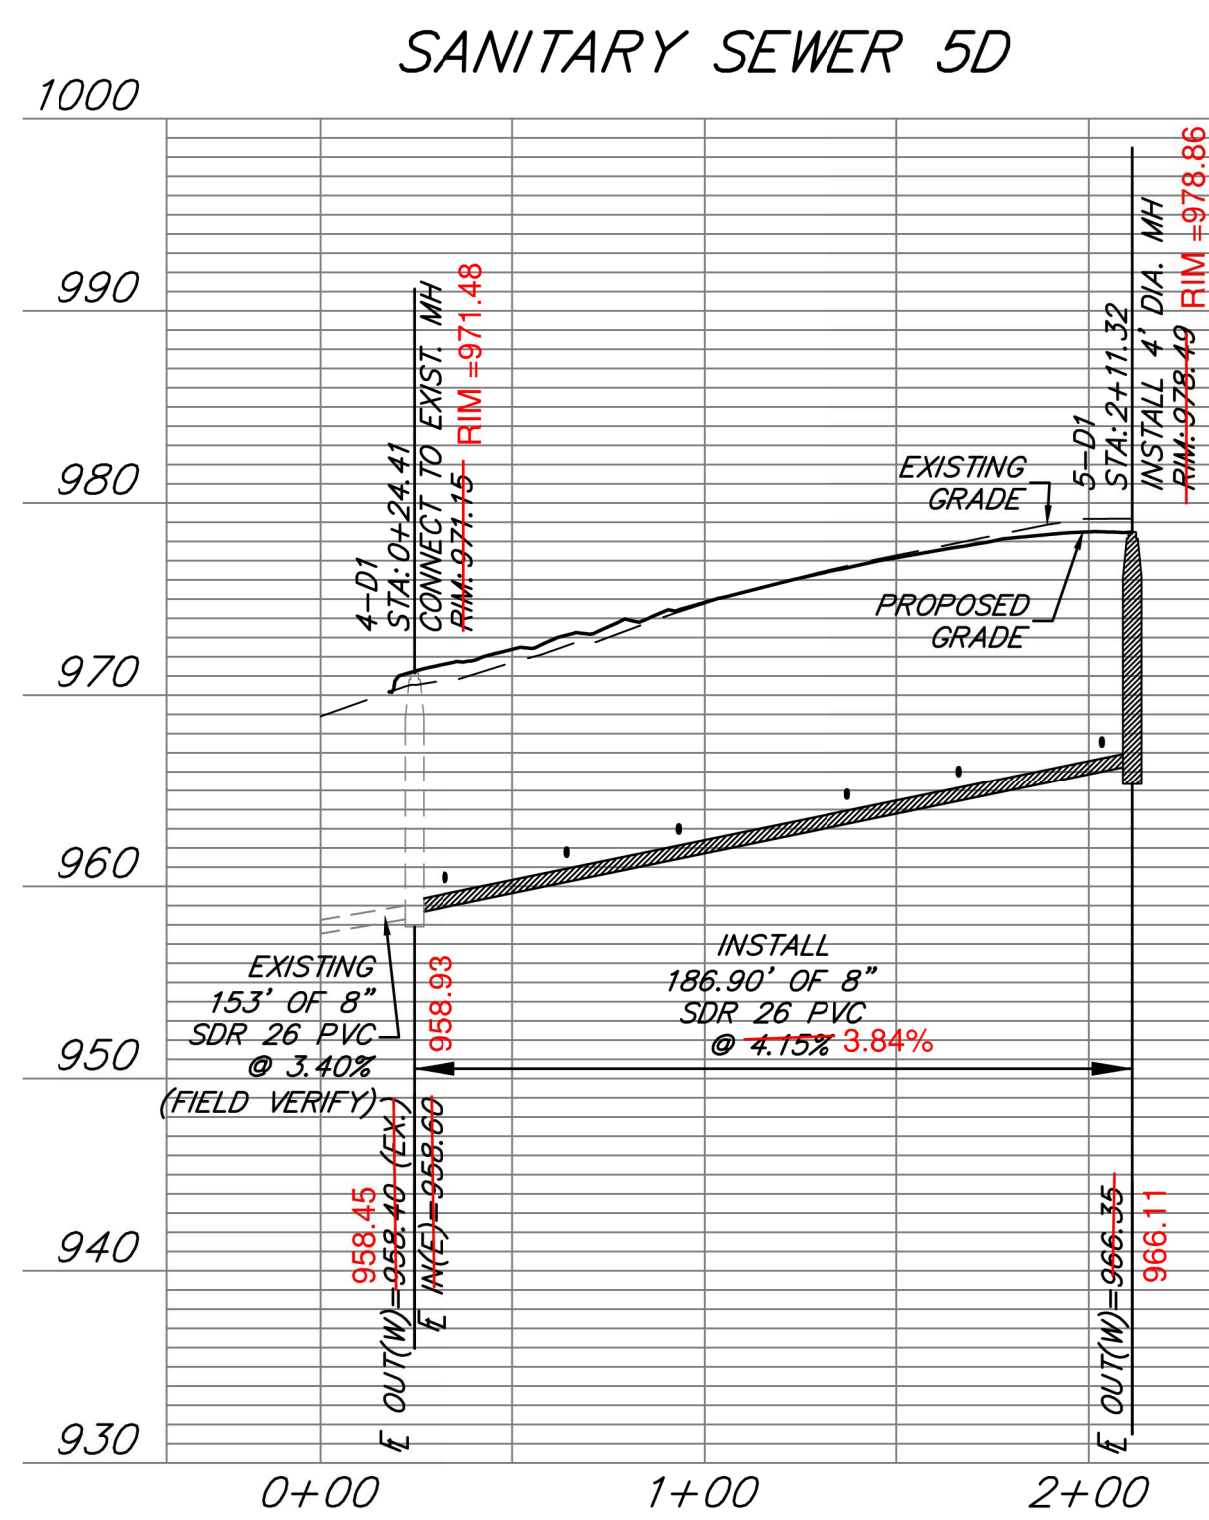 SANITARY SEWER 5D
1000
990
980
970
960
950
940
930
0+00
1+00
2+00
4-D1
STA: 0+24.41
CONNECT TO EXIST. MH
RIM: 971.15
RIM =971.48
5-D1
STA: 2+11.32
INSTALL 4' DIA. MH
RIM: 978.49
RIM =978.86
EXISTING
GRADE
PROPOSED
GRADE
EXISTING
153' OF 8"
SDR 26 PVC
@ 3.40%
(FIELD VERIFY)
INSTALL
186.90' OF 8"
SDR 26 PVC
@ 4.15% 3.84%
958.45
FL OUT(W)=958.40 (EX.)
FL IN(E)=958.60
958.93
FL OUT(W)=966.35
966.11